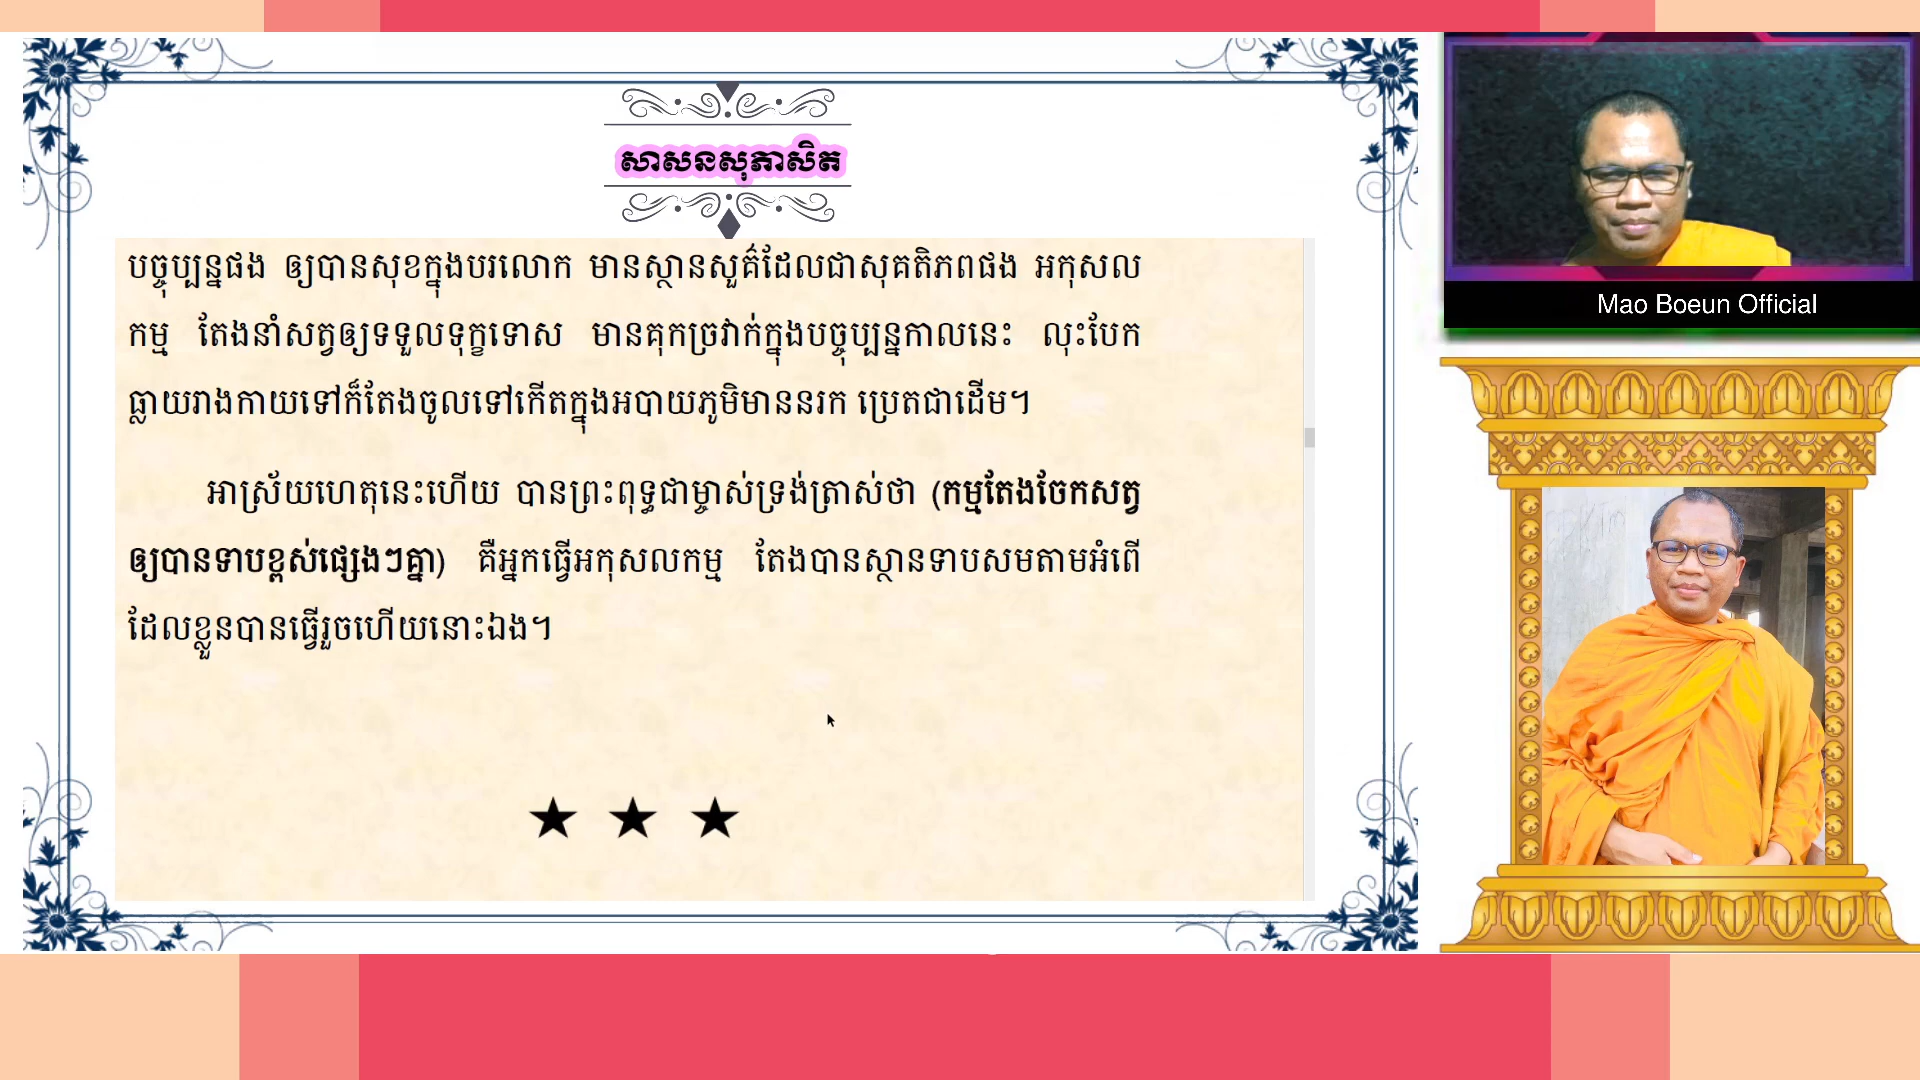 សាសនសុភាសិត
បច្ចុប្បន្នផង ឲ្យបានសុខក្នុងបរលោក មានស្ថានសួគ៌ដែលជាសុគតិភពផង អកុសល
កម្ម តែងនាំសត្វឲ្យទទួលទុក្ខទោស មានគុកច្រវាក់ក្នុងបច្ចុប្បន្នកាលនេះ លុះបែក
ធ្លាយរាងកាយទៅក៏តែងចូលទៅកើតក្នុងអបាយភូមិមាននរក ប្រេតជាដើម។
អាស្រ័យហេតុនេះហើយ បានព្រះពុទ្ធជាម្ចាស់ទ្រង់ត្រាស់ថា (កម្មតែងចែកសត្វ
ឲ្យបានទាបខ្ពស់ផ្សេងៗគ្នា) គឺអ្នកធ្វើអកុសលកម្ម តែងបានស្ថានទាបសមតាមអំពើ
ដែលខ្លួនបានធ្វើរួចហើយនោះឯង។
Mao Boeun Official